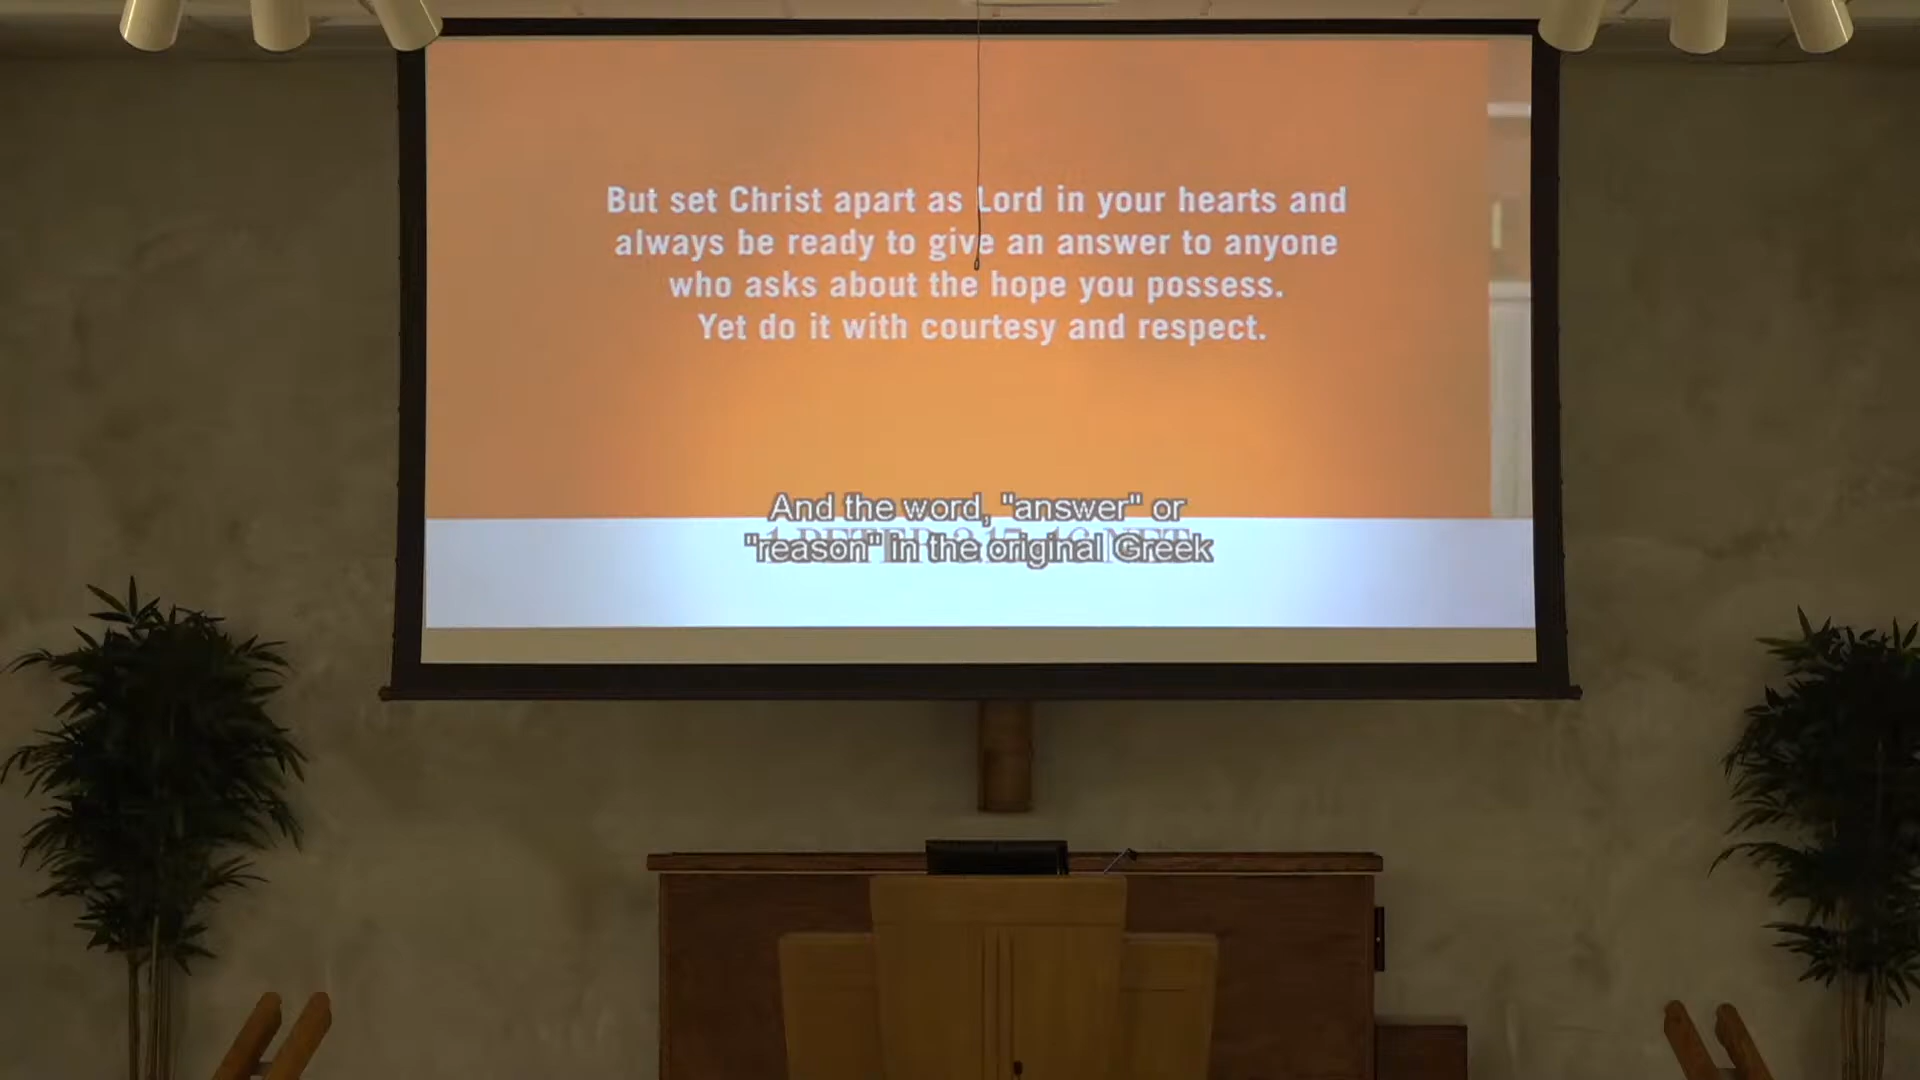 But set Christ apart as Lord in your hearts and
always be ready to give an answer to anyone
who asks about the hope you possess.
Yet do it with courtesy and respect.
And the word, "answer" or
"reason" in the original Greek